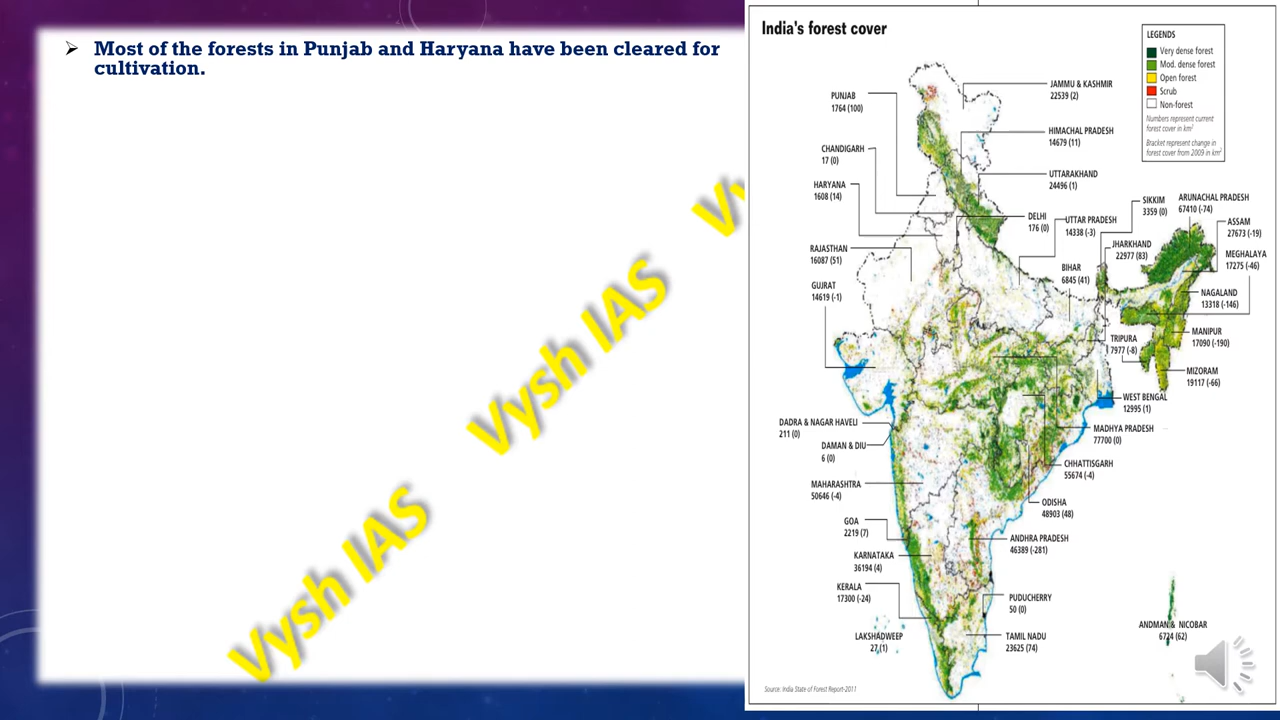 Most of the forests in Punjab and Haryana have been cleared for
cultivation.
Vysh IAS
Vysh IAS
India's forest cover
LEGENDS
Very dense forest
Mod. dense forest
Open forest
Scrub
Non-forest
Numbers represent current
forest cover in km²
Bracket represent change in
forest cover from 2009 in km²
PUNJAB
1764 (100)
JAMMU & KASHMIR
22539 (2)
CHANDIGARH
17 (0)
HIMACHAL PRADESH
14679 (11)
HARYANA
1608 (14)
UTTARAKHAND
24496 (1)
DELHI
176 (0)
UTTAR PRADESH
14338 (-3)
SIKKIM
3359 (0)
ARUNACHAL PRADESH
67410 (-74)
ASSAM
27673 (-19)
RAJASTHAN
16087 (51)
JHARKHAND
22977 (83)
MEGHALAYA
17275 (-46)
BIHAR
6845 (41)
GUJRAT
14619 (-1)
NAGALAND
13318 (-146)
TRIPURA
7977 (-8)
MANIPUR
17090 (-190)
MIZORAM
19117 (-66)
WEST BENGAL
12995 (1)
DADRA & NAGAR HAVELI
211 (0)
MADHYA PRADESH
77700 (0)
DAMAN & DIU
6 (0)
CHHATTISGARH
55674 (-4)
MAHARASHTRA
50646 (-4)
ODISHA
48903 (48)
GOA
2219 (7)
ANDHRA PRADESH
46389 (-281)
KARNATAKA
36194 (4)
KERALA
17300 (-24)
PUDUCHERRY
50 (0)
LAKSHADWEEP
27 (1)
TAMIL NADU
23625 (74)
ANDMAN & NICOBAR
6724 (62)
Source: India State of Forest Report-2011